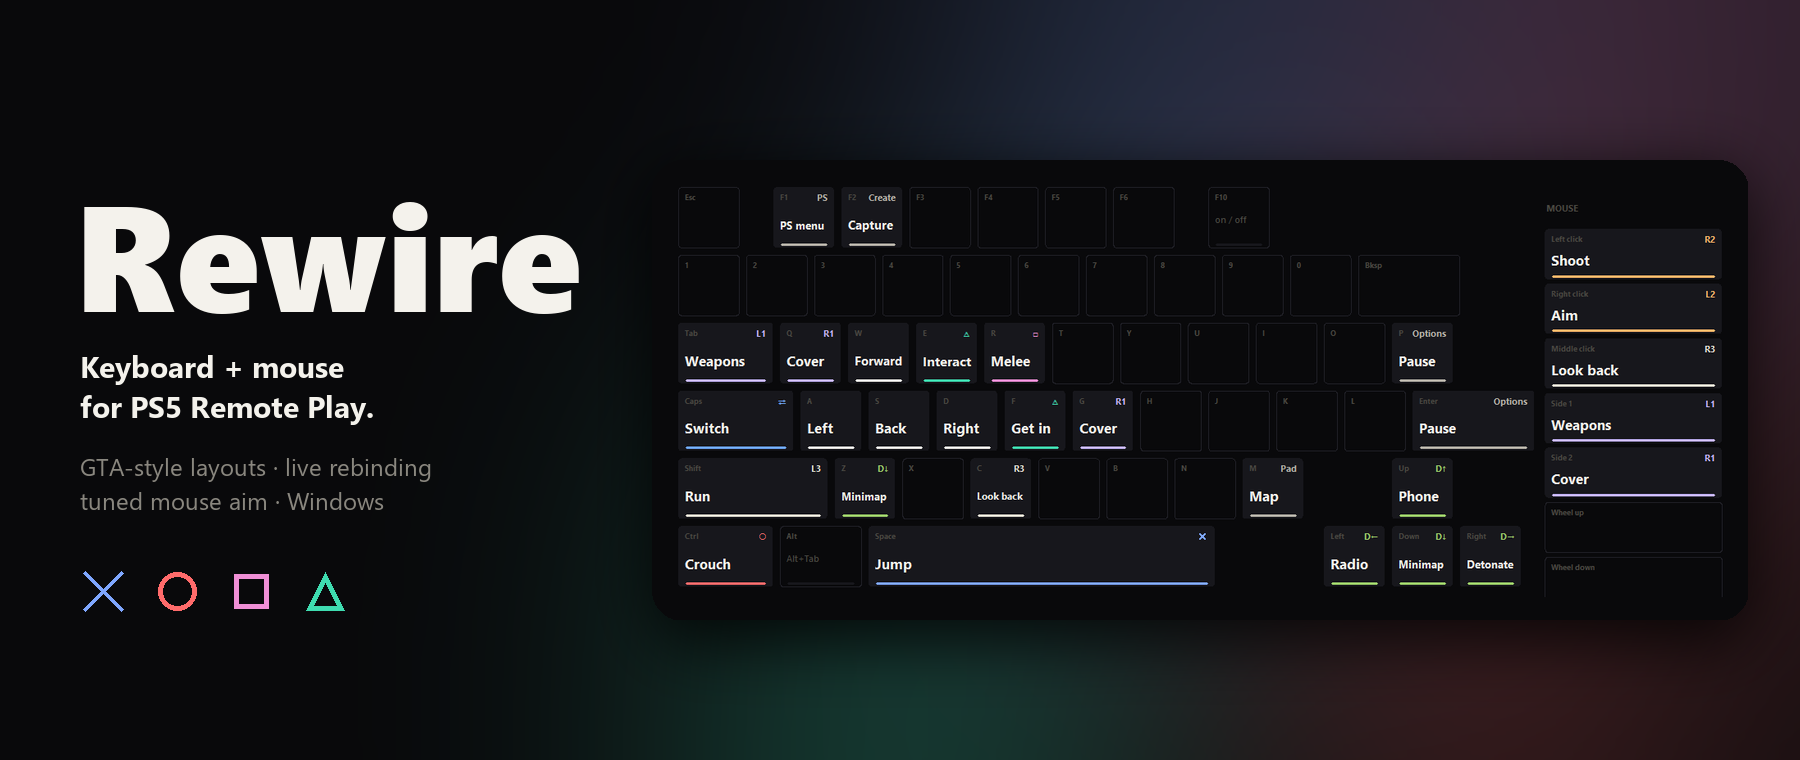 Rewire
Keyboard + mouse
for PS5 Remote Play.
GTA-style layouts · live rebinding
tuned mouse aim · Windows
Esc
F1 PS
PS menu
F2 Create
Capture
F3
F4
F5
F6
F10
on / off
1
2
3
4
5
6
7
8
9
0
Bksp
Tab L1
Weapons
Q R1
Cover
W
Forward
E △
Interact
R □
Melee
T
Y
U
I
O
P Options
Pause
Caps ⇄
Switch
A
Left
S
Back
D
Right
F △
Get in
G R1
Cover
H
J
K
L
Enter Options
Pause
Shift L3
Run
Z D↓
Minimap
X
C R3
Look back
V
B
N
M Pad
Map
Up D↑
Phone
Ctrl ○
Crouch
Alt
Alt+Tab
Space ✕
Jump
Left D←
Radio
Down D↓
Minimap
Right D→
Detonate
MOUSE
Left click R2
Shoot
Right click L2
Aim
Middle click R3
Look back
Side 1 L1
Weapons
Side 2 R1
Cover
Wheel up
Wheel down